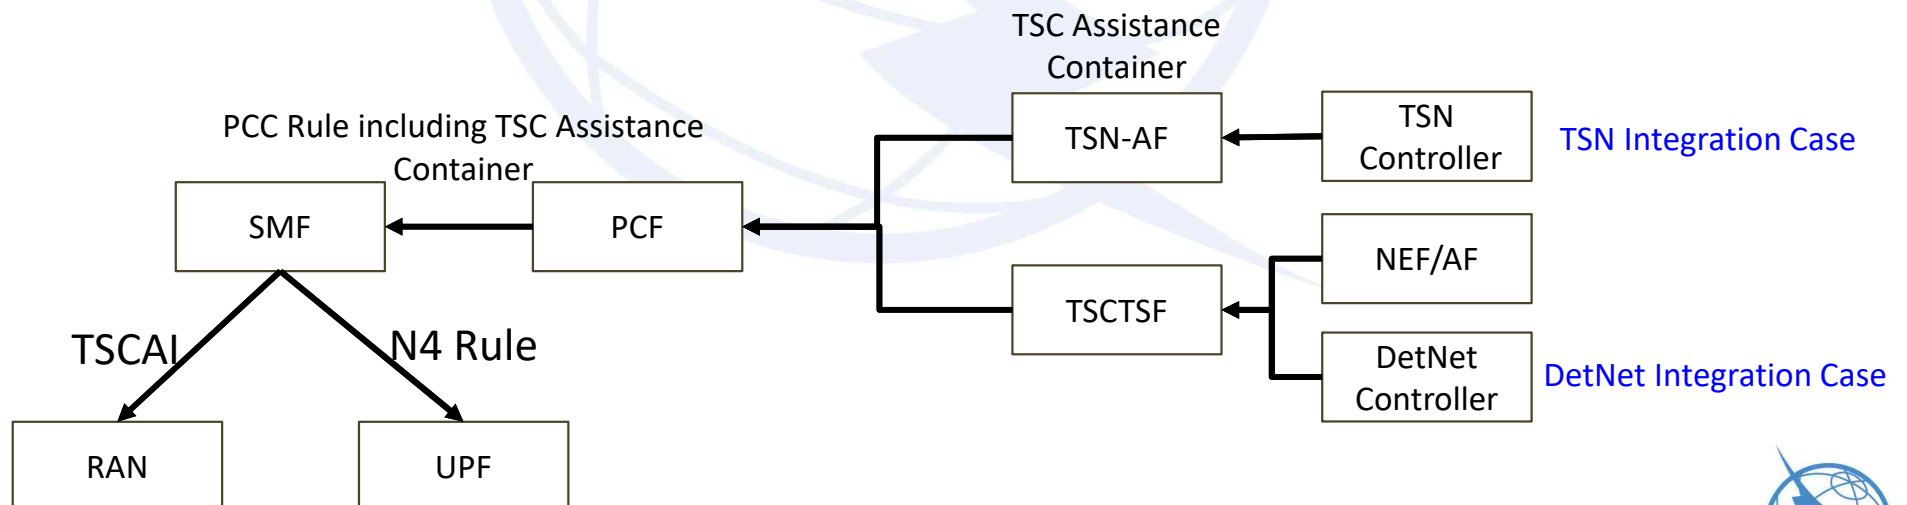 TSC Assistance
Container
PCC Rule including TSC Assistance
Container
TSN-AF
TSN
Controller
TSN Integration Case
SMF
PCF
NEF/AF
TSCTSF
TSCAI
N4 Rule
DetNet
Controller
DetNet Integration Case
RAN
UPF